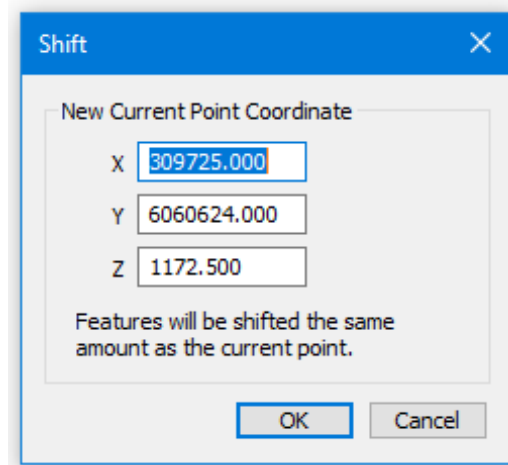 Shift
New Current Point Coordinate
X 309725.000
Y 6060624.000
Z 1172.500
Features will be shifted the same
amount as the current point.
OK Cancel